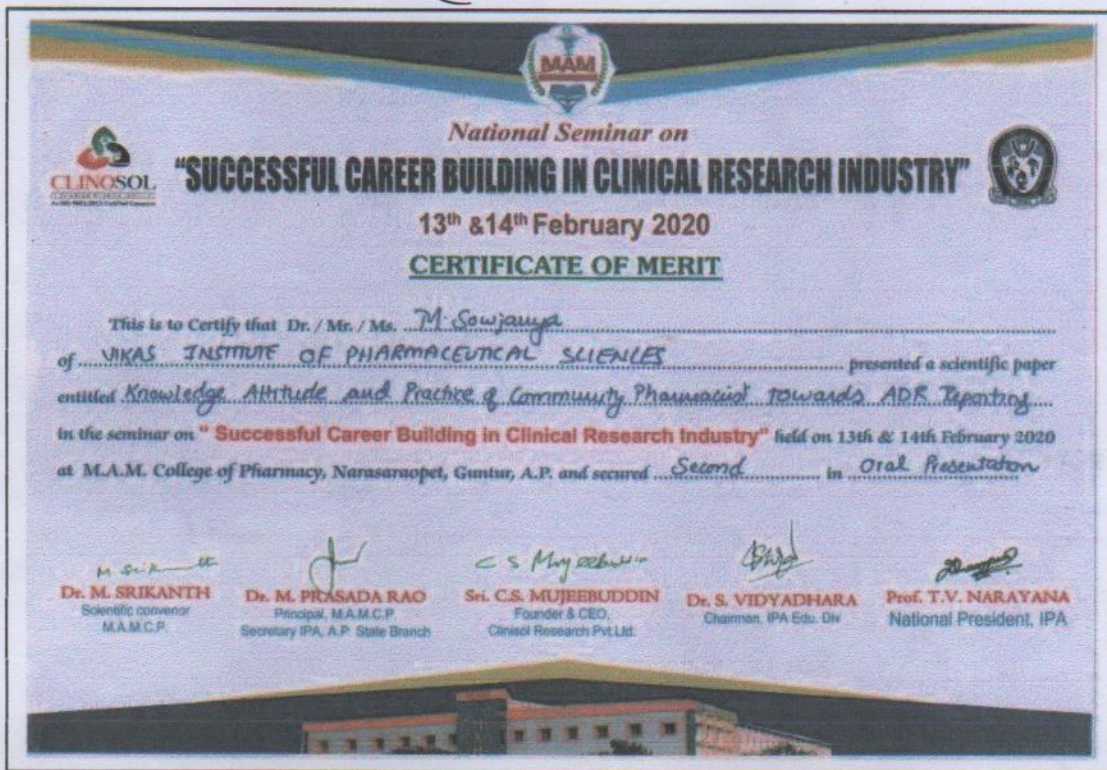 MAM
National Seminar on
CLINOSOL
"SUCCESSFUL CAREER BUILDING IN CLINICAL RESEARCH INDUSTRY"
13th &14th February 2020
CERTIFICATE OF MERIT
This is to Certify that Dr. / Mr. / Ms. M. Sowjanya
of VIKAS INSTITUTE OF PHARMACEUTICAL SCIENCES presented a scientific paper
entitled Knowledge Attitude and Practice of Community Pharmacist Towards ADR Reporting
in the seminar on " Successful Career Building in Clinical Research Industry" held on 13th & 14th February 2020
at M.A.M. College of Pharmacy, Narasaraopet, Guntur, A.P. and secured Second in Oral Presentation
M Srikanth
C S Mujeebuddin
Dr. M. SRIKANTH
Scientific convenor
M.A.M.C.P.
Dr. M. PRASADA RAO
Principal, M.A.M.C.P
Secretary IPA, A.P. State Branch
Sri. C.S. MUJEEBUDDIN
Founder & CEO,
Clinisol Research Pvt.Ltd.
Dr. S. VIDYADHARA
Chairman, IPA Edu. Div
Prof. T.V. NARAYANA
National President, IPA